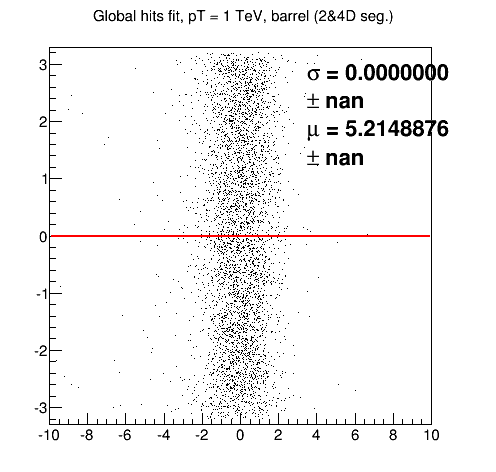 Global hits fit, pT = 1 TeV, barrel (2&4D seg.)
σ = 0.0000000
± nan
μ = 5.2148876
± nan
3
2
1
0
-1
-2
-3
-10 -8 -6 -4 -2 0 2 4 6 8 10